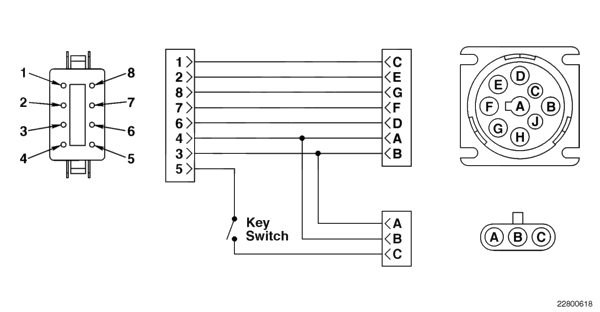 1 8
2 7
3 6
4 5
1 C
2 E
8 G
7 F
6 D
4 A
3 B
5
Key
Switch
A
B
C
D
E C
F A B
G J
H
A B C
22800618